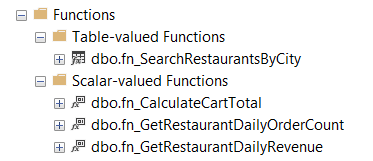 Functions
Table-valued Functions
dbo.fn_SearchRestaurantsByCity
Scalar-valued Functions
dbo.fn_CalculateCartTotal
dbo.fn_GetRestaurantDailyOrderCount
dbo.fn_GetRestaurantDailyRevenue